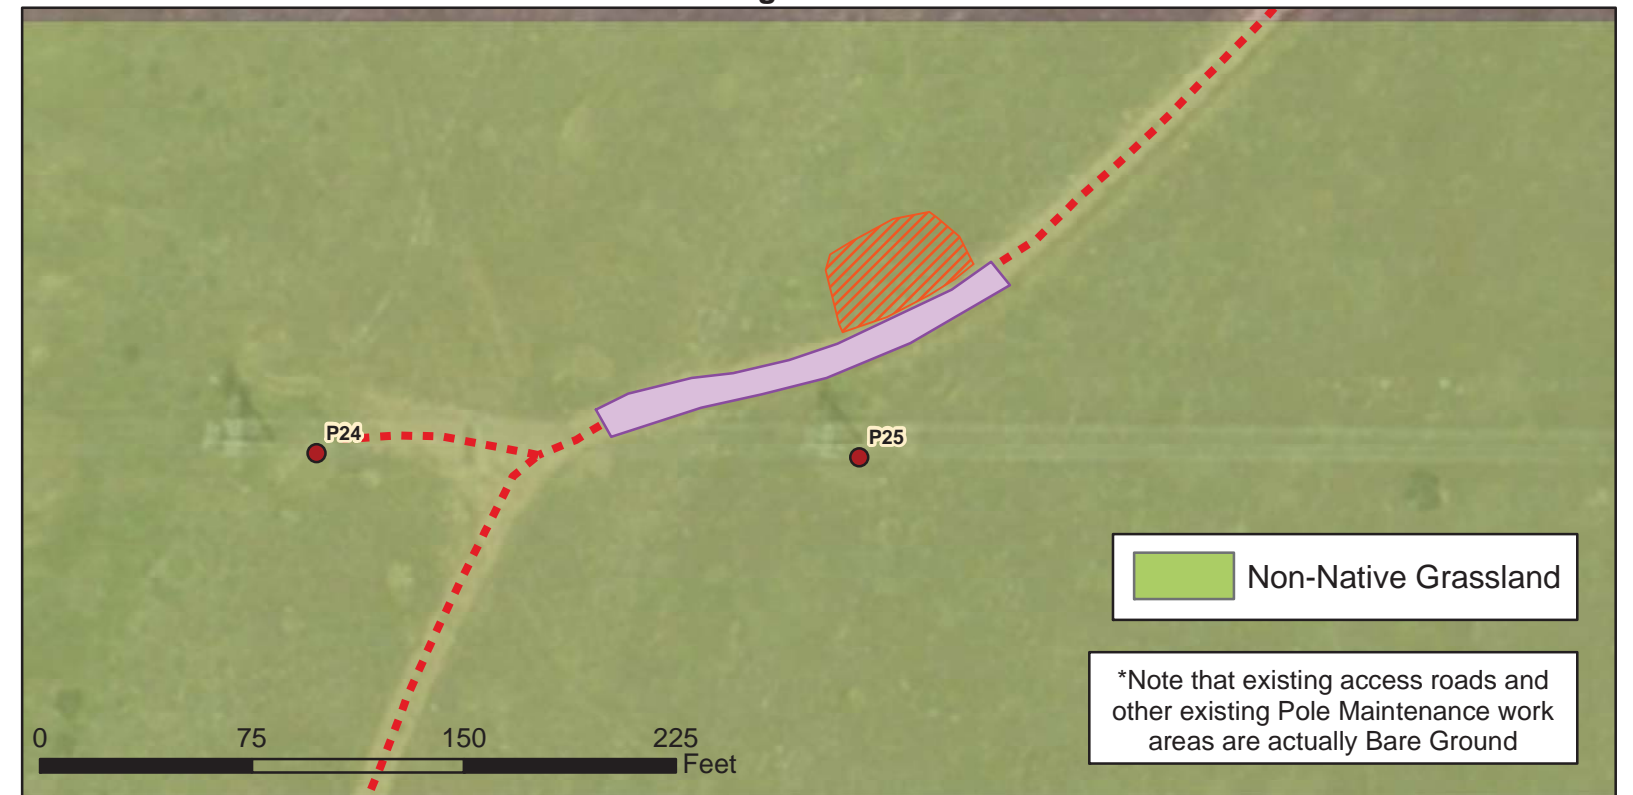 P24
P25
Non-Native Grassland
*Note that existing access roads and
other existing Pole Maintenance work
areas are actually Bare Ground
0 75 150 225
Feet